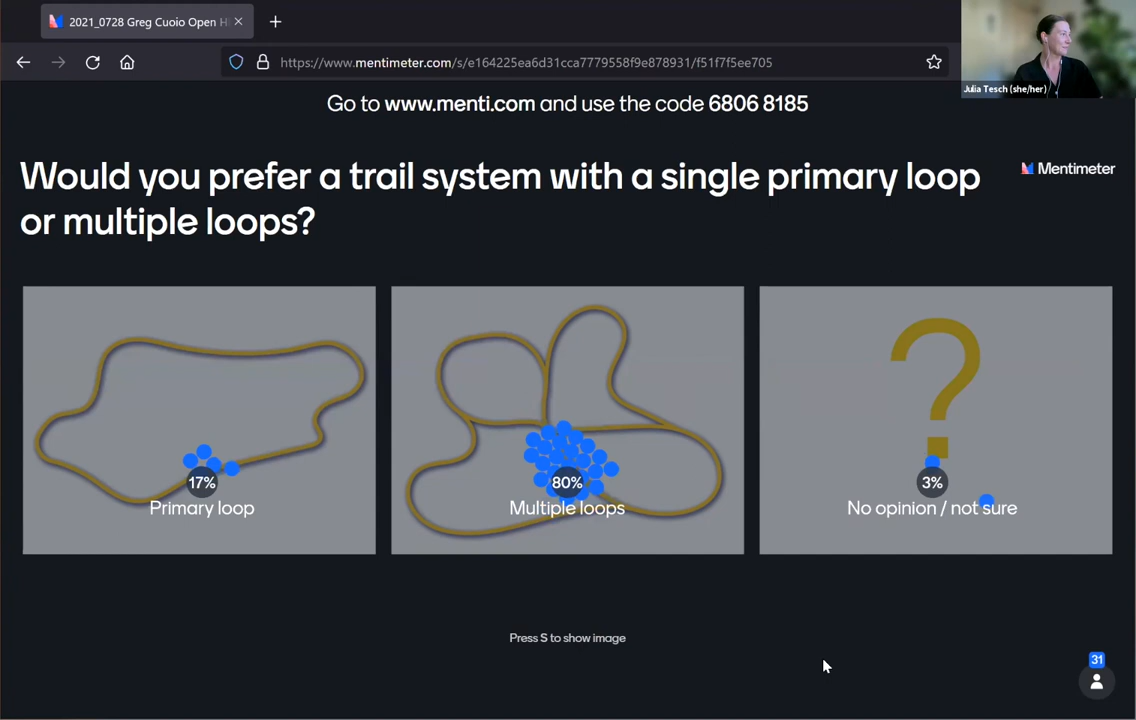 2021_0728 Greg Cuoio Open H
https://www.mentimeter.com/s/e164225ea6d31cca7779558f9e878931/f51f7f5ee705
Julia Tesch (she/her)
Go to www.menti.com and use the code 6806 8185
Would you prefer a trail system with a single primary loop
or multiple loops?
Mentimeter
17%
Primary loop
80%
Multiple loops
?
3%
No opinion / not sure
Press S to show image
31